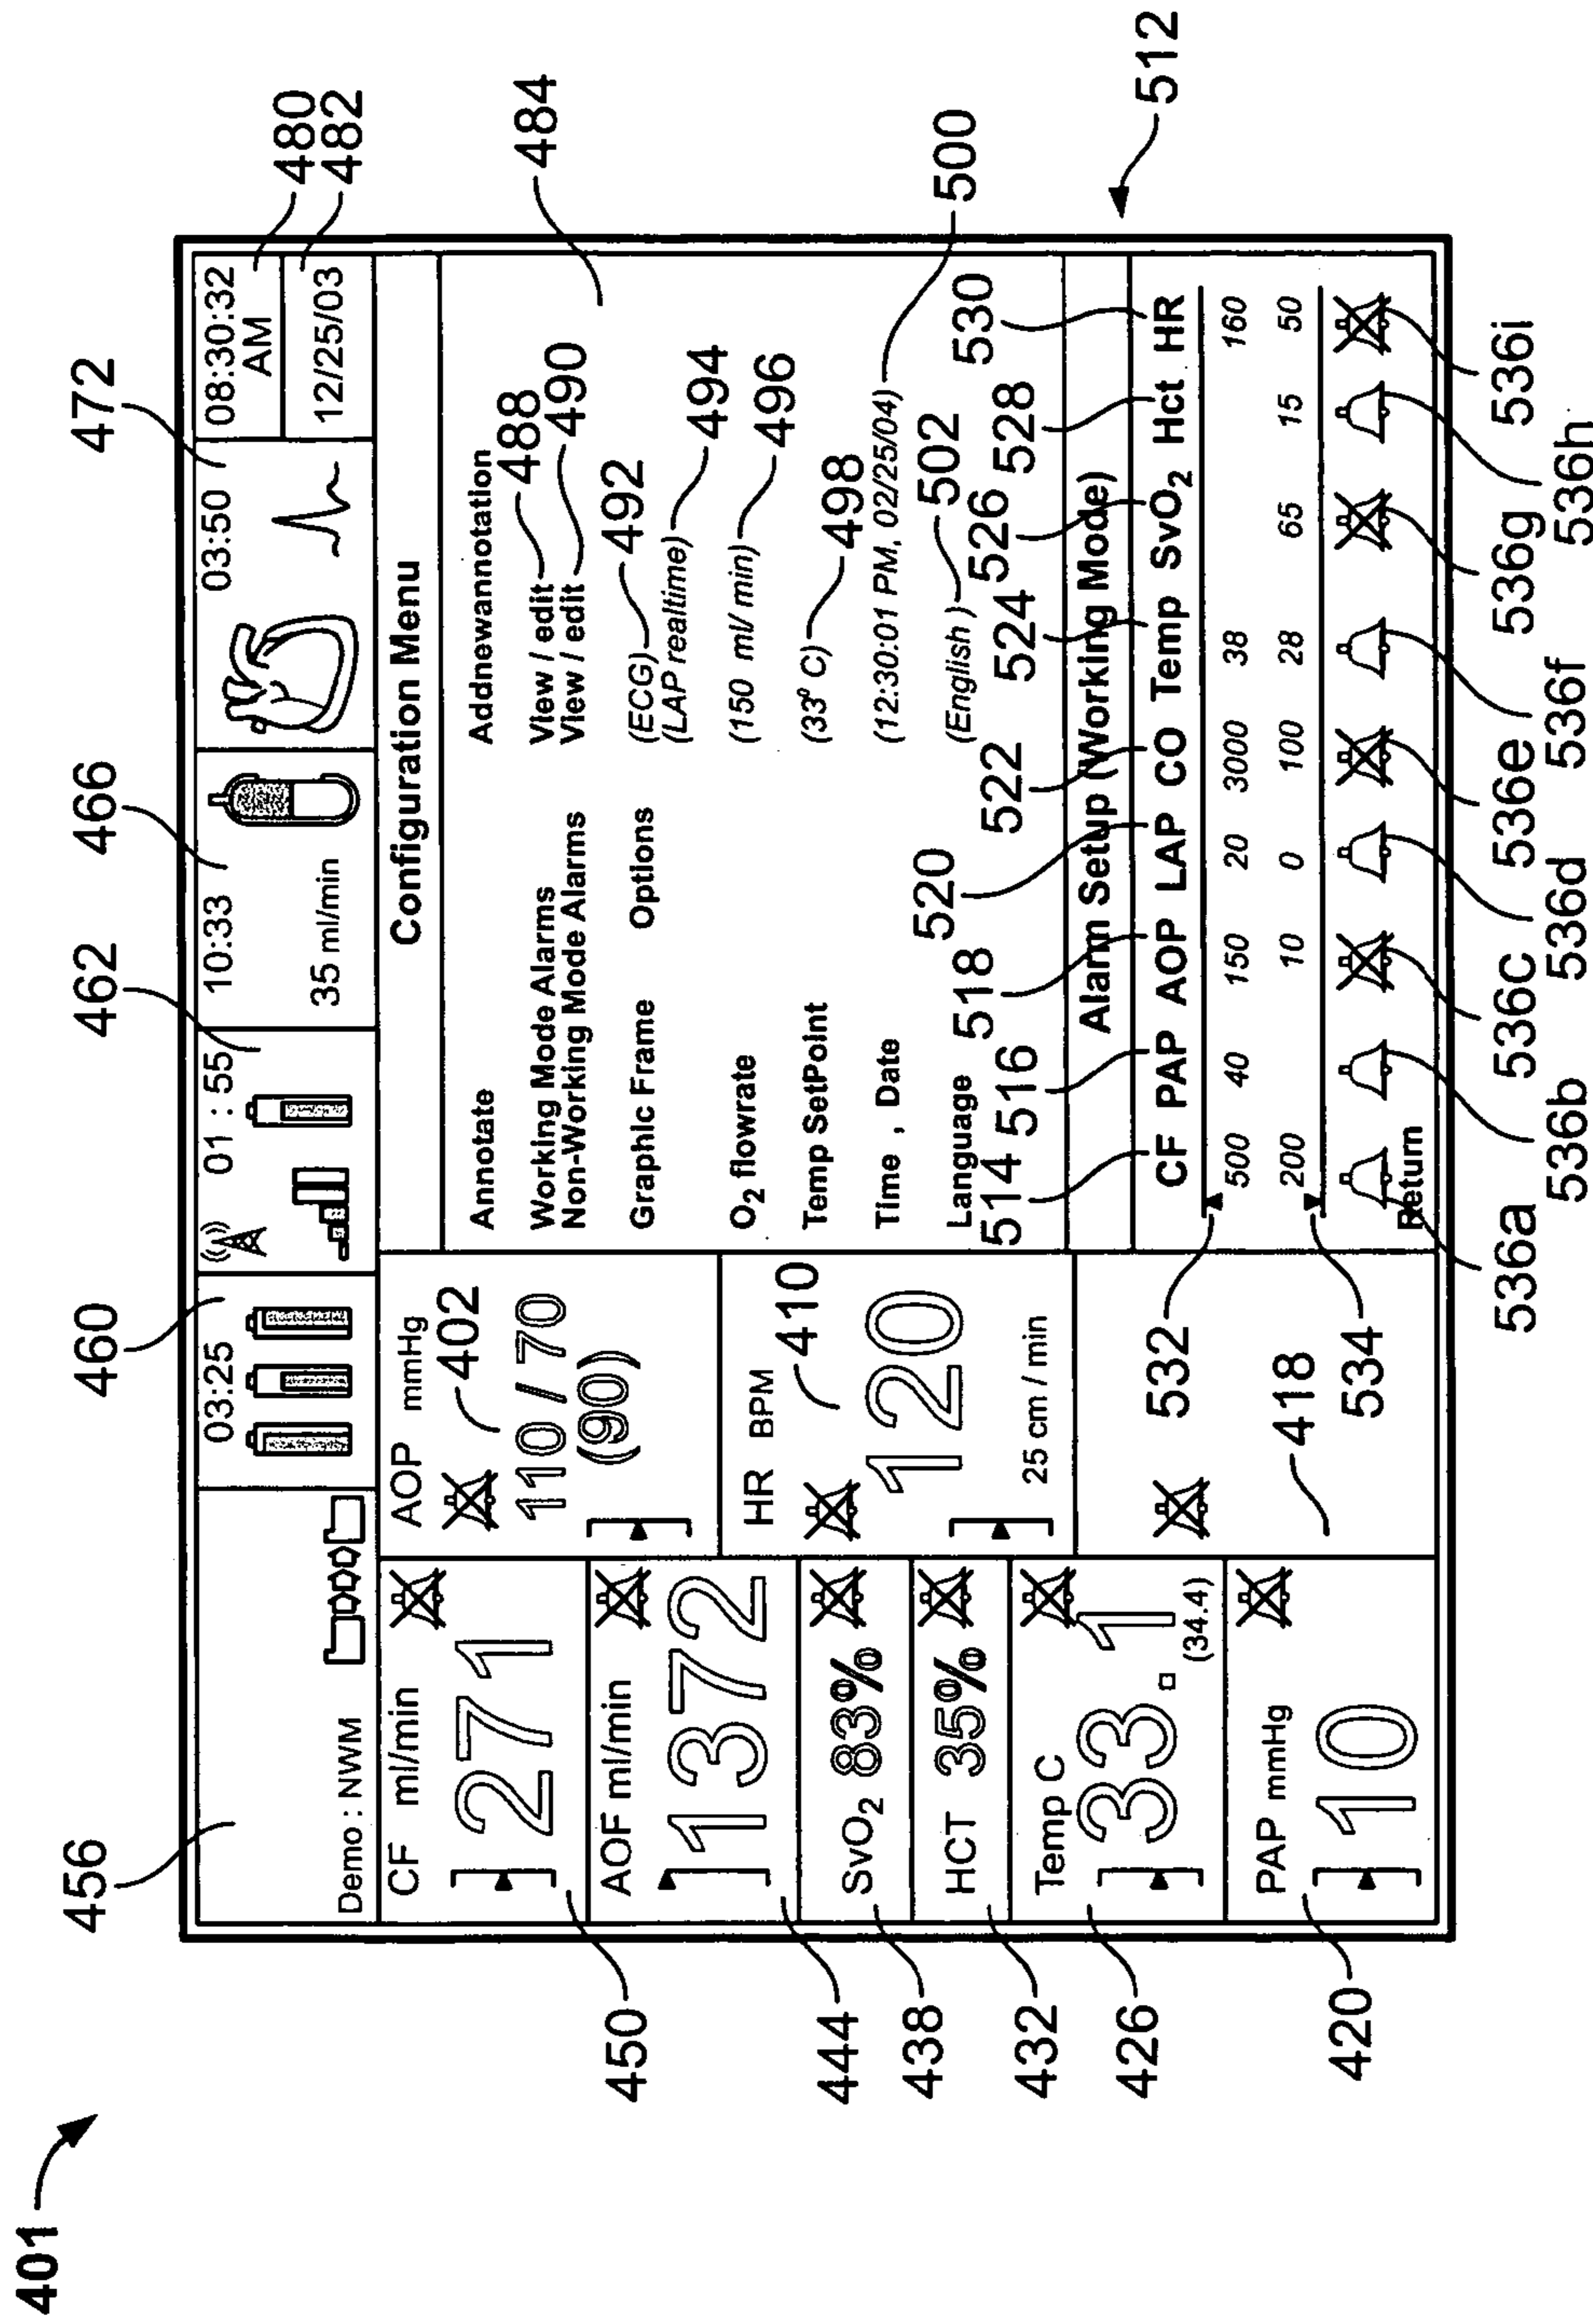 401
456
460
462
466
472
480
482
484
Demo : NWM
03:25
01 : 55
10:33
35 ml/min
03:50
08:30:32
AM
12/25/03
CF ml/min
271
450
AOF ml/min
1372
444
SvO₂ 83%
438
HCT 35%
432
Temp C
33.1
(34.4)
426
PAP mmHg
10
420
AOP mmHg
402
110 / 70
(90)
HR BPM
410
120
25 cm / min
418
Configuration Menu
Annotate Addnewannotation
Working Mode Alarms View / edit 488
Non-Working Mode Alarms View / edit 490
Graphic Frame Options (ECG) 492
(LAP realtime) 494
O₂ flowrate (150 ml/ min) 496
Temp SetPoint (33⁰ C) 498
Time , Date (12:30:01 PM, 02/25/04) 500
Language (English ) 502
514 516 518 520 522 524 526 528 530
Alarm Setup (Working Mode)
512
CF PAP AOP LAP CO Temp SvO₂ Hct HR
532
500 40 150 20 3000 38 160
200 10 0 100 28 65 15 50
534
Return
536a 536b 536c 536d 536e 536f 536g 536h 536i